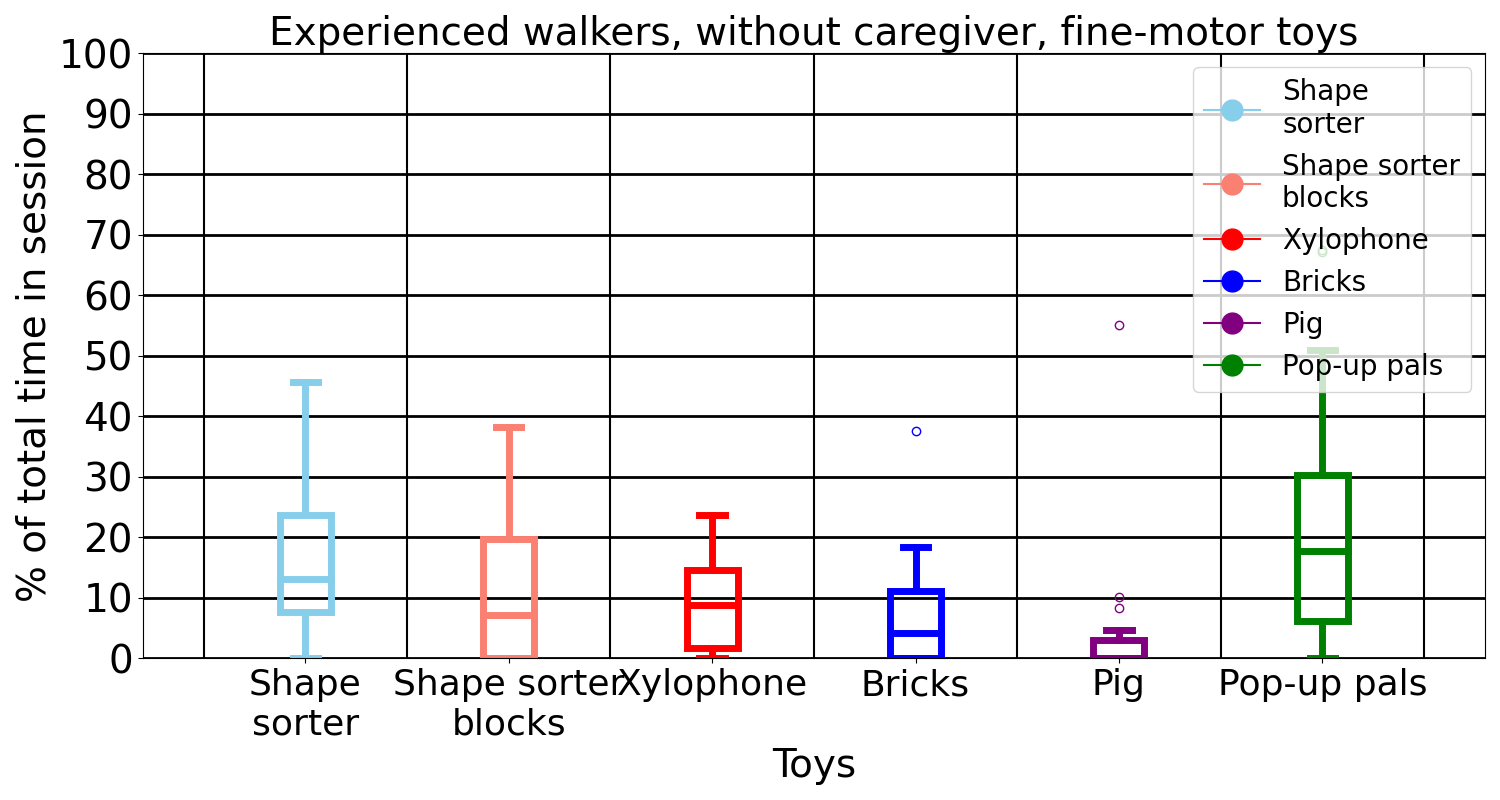 Experienced walkers, without caregiver, fine-motor toys
% of total time in session
100
90
80
70
60
50
40
30
20
10
0
Shape
sorter
Shape sorter
blocks
Xylophone
Bricks
Pig
Pop-up pals
Shape
sorter
Shape sorter
blocks
Xylophone
Bricks
Pig
Pop-up pals
Toys